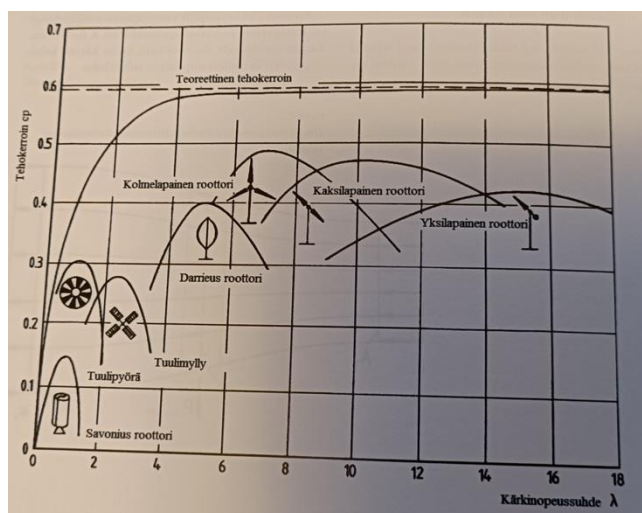 0.7
Teoreettinen tehokerroin
0.6
0.5
Tehokerroin cp
Kolmelapainen roottori
Kaksilapainen roottori
0.4
Yksilapainen roottori
Darrieus roottori
0.3
0.2
Tuulimylly
Tuulipyörä
0.1
Savonius roottori
0
0 2 4 6 8 10 12 14 16 18
Kärkinopeussuhde λ